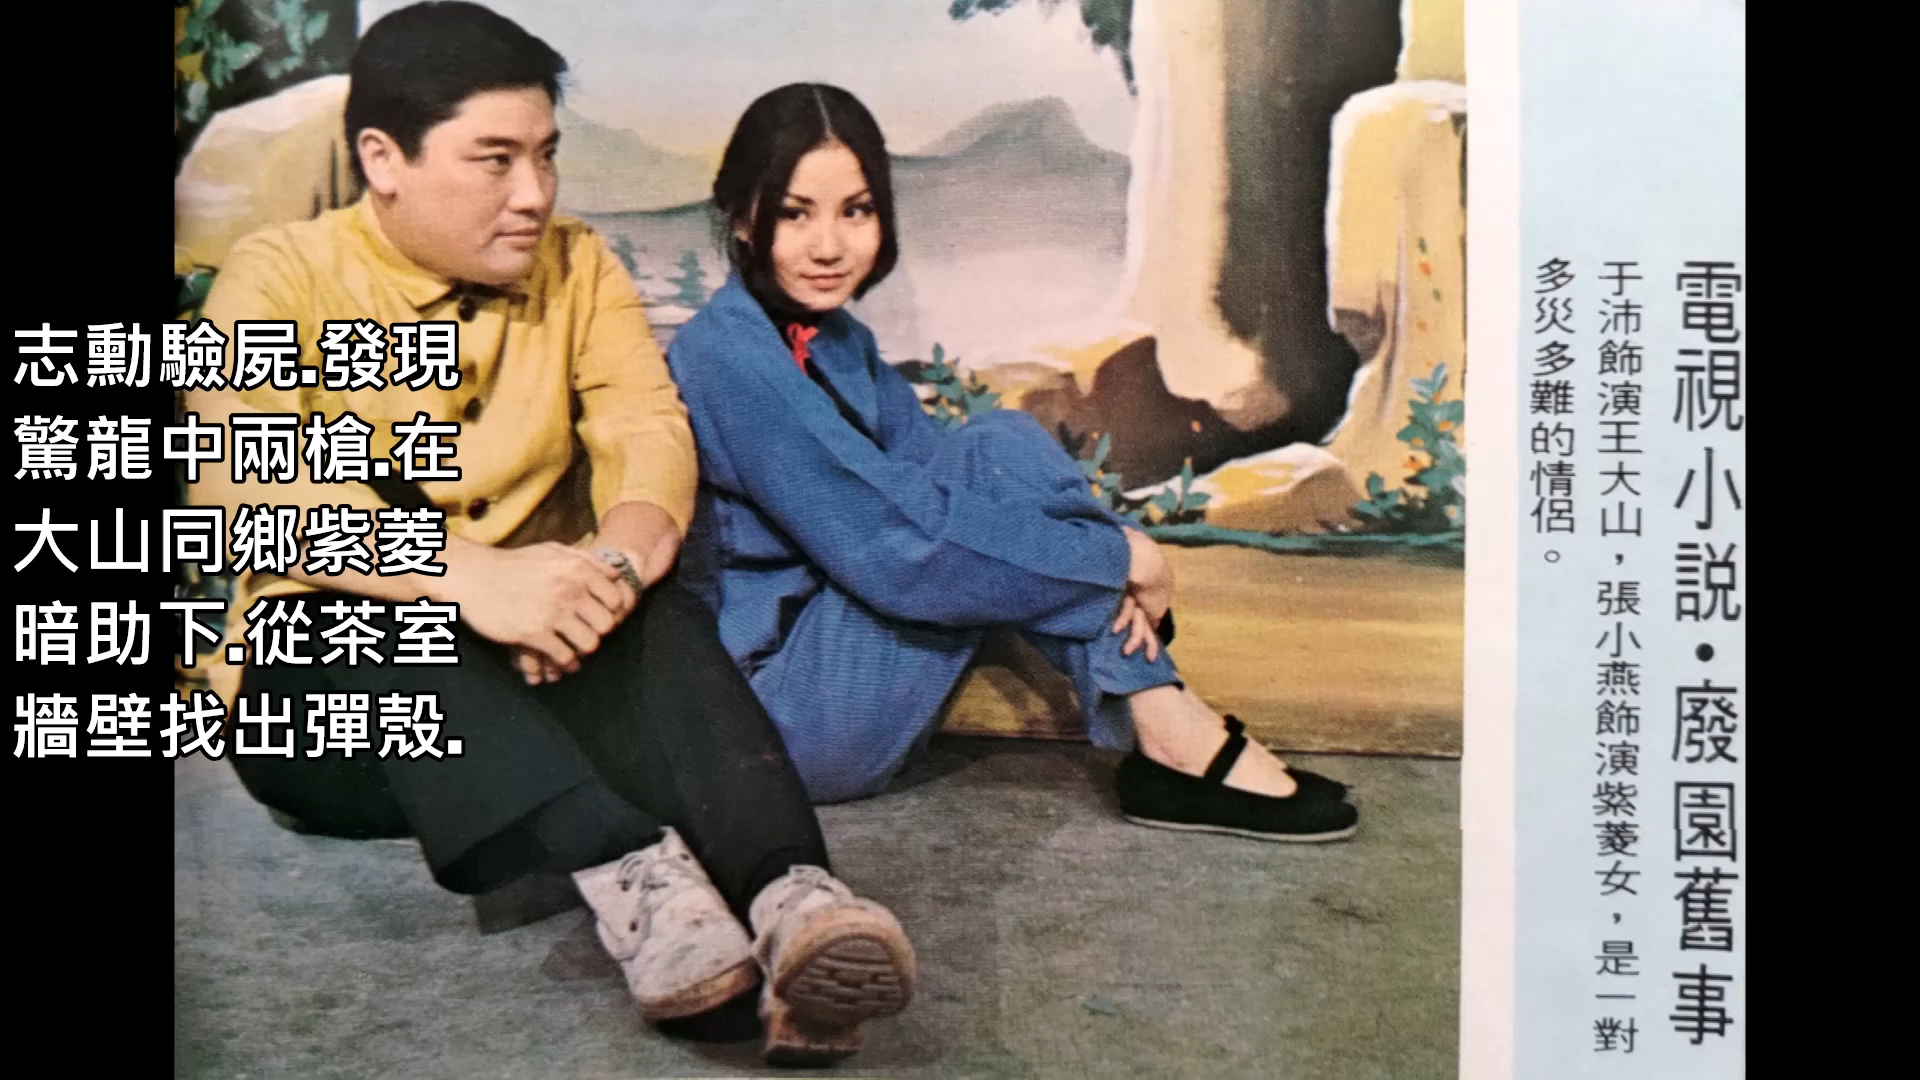 志勳驗屍.發現
驚龍中兩槍.在
大山同鄉紫菱
暗助下.從茶室
牆壁找出彈殼.
電視小説・廢園舊事
于沛飾演王大山，張小燕飾演紫菱女，是一對
多災多難的情侶。